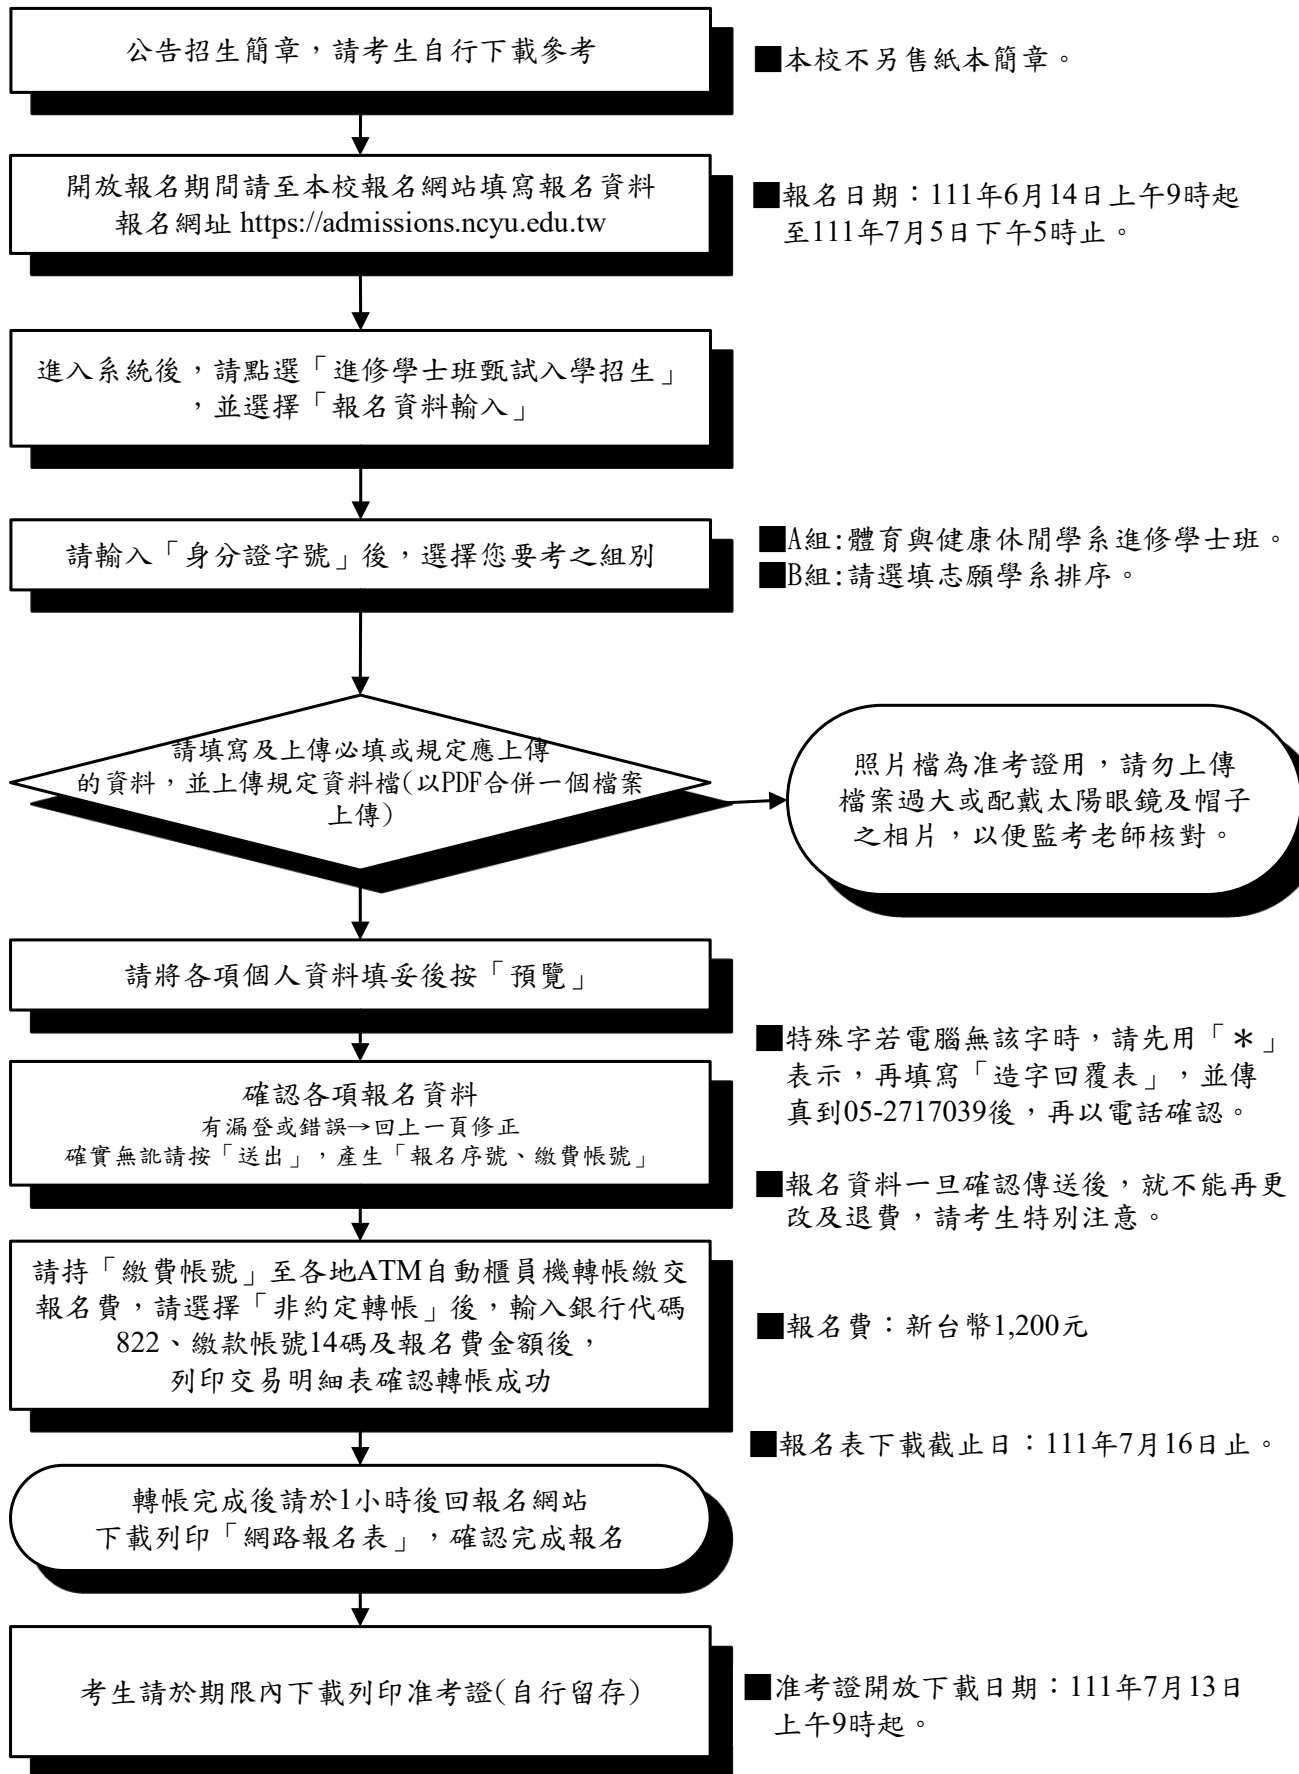 公告招生簡章，請考生自行下載參考
■本校不另售紙本簡章。
開放報名期間請至本校報名網站填寫報名資料
報名網址 https://admissions.ncyu.edu.tw
■報名日期：111年6月14日上午9時起
至111年7月5日下午5時止。
進入系統後，請點選「進修學士班甄試入學招生」
，並選擇「報名資料輸入」
請輸入「身分證字號」後，選擇您要考之組別
■A組:體育與健康休閒學系進修學士班。
■B組:請選填志願學系排序。
請填寫及上傳必填或規定應上傳
的資料，並上傳規定資料檔(以PDF合併一個檔案
上傳)
照片檔為准考證用，請勿上傳
檔案過大或配戴太陽眼鏡及帽子
之相片，以便監考老師核對。
請將各項個人資料填妥後按「預覽」
■特殊字若電腦無該字時，請先用「＊」
表示，再填寫「造字回覆表」，並傳
真到05-2717039後，再以電話確認。
確認各項報名資料
有漏登或錯誤→回上一頁修正
確實無訛請按「送出」，產生「報名序號、繳費帳號」
■報名資料一旦確認傳送後，就不能再更
改及退費，請考生特別注意。
請持「繳費帳號」至各地ATM自動櫃員機轉帳繳交
報名費，請選擇「非約定轉帳」後，輸入銀行代碼
822、繳款帳號14碼及報名費金額後，
列印交易明細表確認轉帳成功
■報名費：新台幣1,200元
■報名表下載截止日：111年7月16日止。
轉帳完成後請於1小時後回報名網站
下載列印「網路報名表」，確認完成報名
考生請於期限內下載列印准考證(自行留存)
■准考證開放下載日期：111年7月13日
上午9時起。